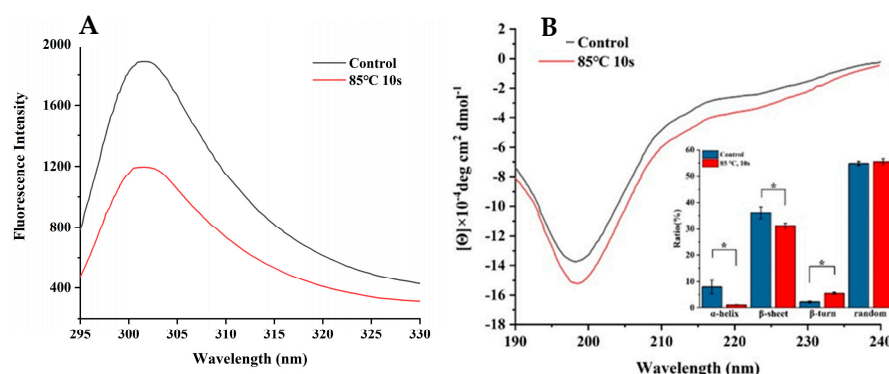 A
Control
85℃ 10s
Fluorescence Intensity
2000
1600
1200
800
400
295 300 305 310 315 320 325 330
Wavelength (nm)
B
Control
85℃ 10s
[Θ]×10⁻⁴deg cm² dmol⁻¹
2
0
-2
-4
-6
-8
-10
-12
-14
-16
-18
190 200 210 220 230 240
Wavelength (nm)
Control
85 ℃, 10s
Ratio(%)
60
50
40
30
20
10
0
*
*
*
α-helix β-sheet β-turn random